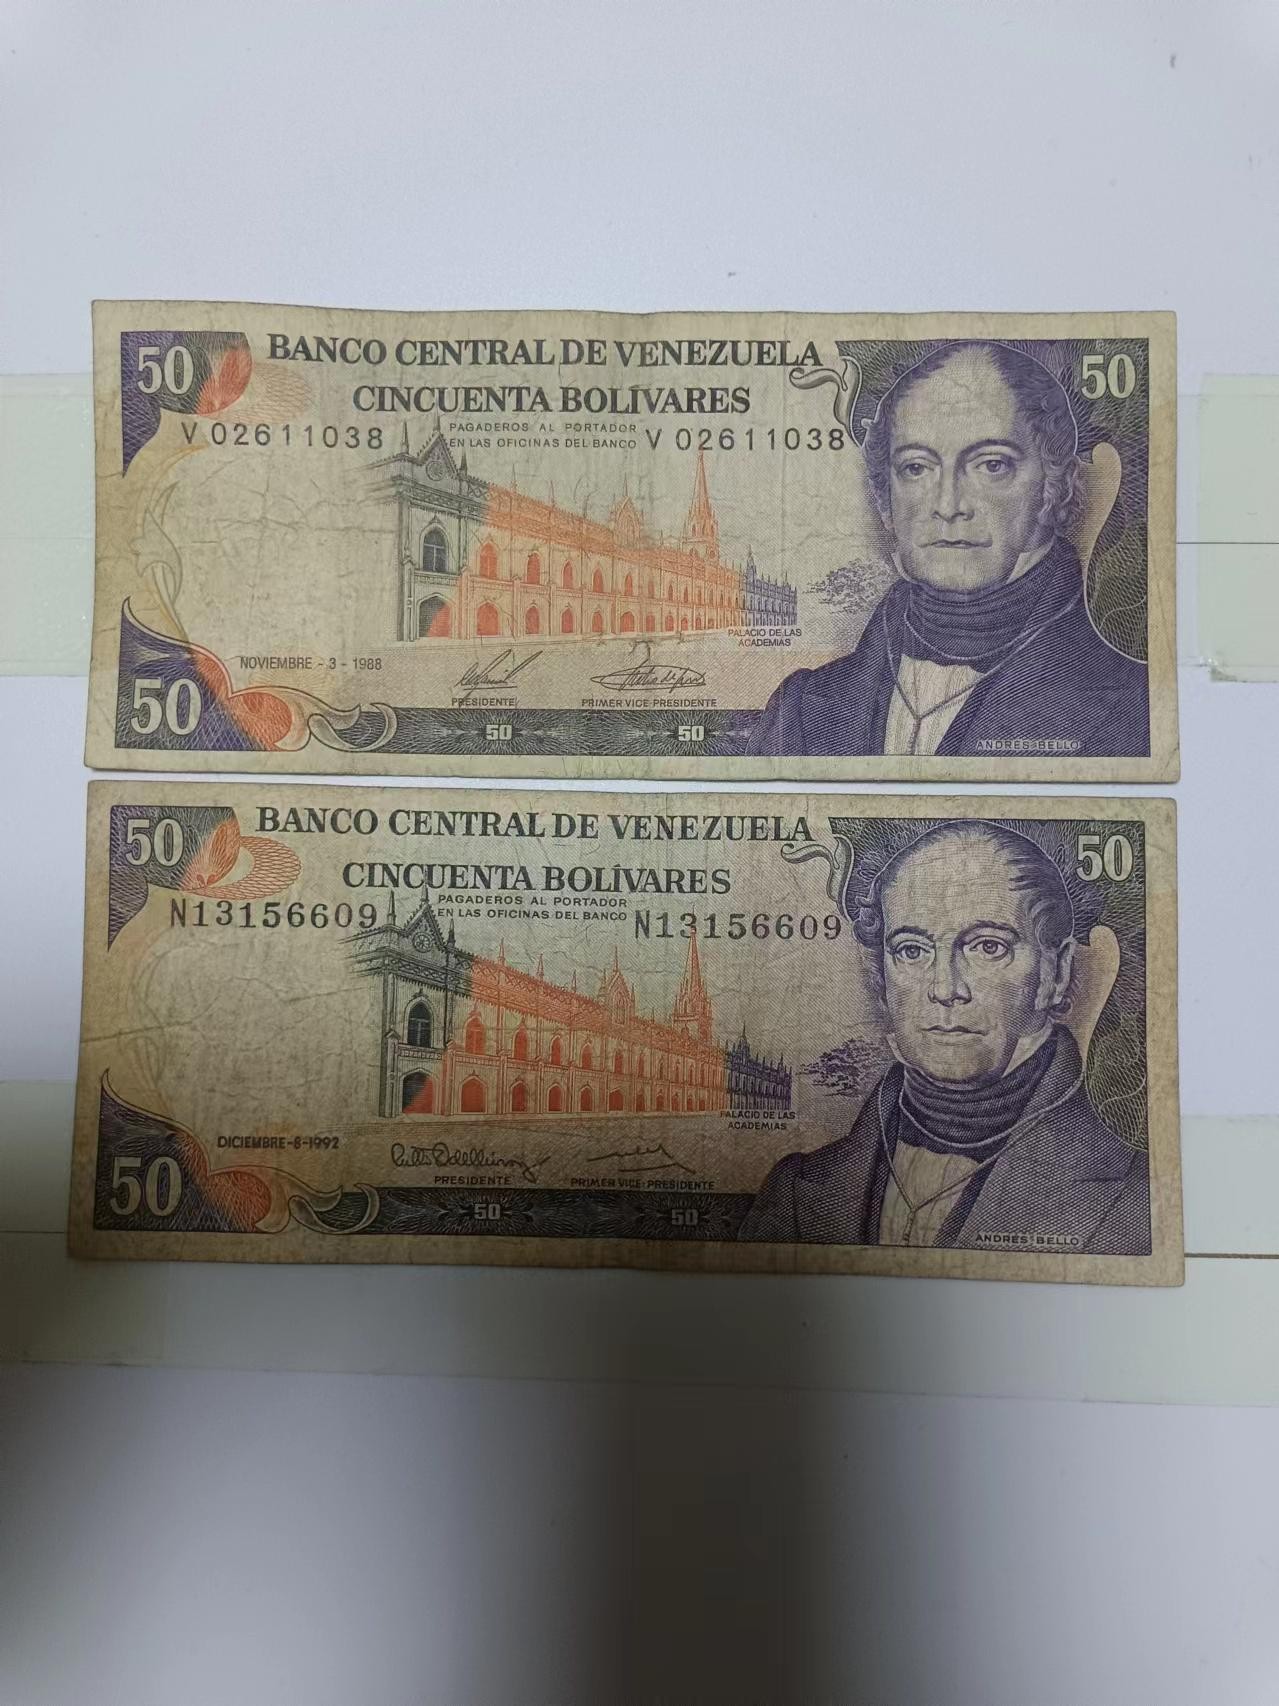 50
BANCO CENTRAL DE VENEZUELA
50
CINCUENTA BOLÍVARES
V 02611038
PAGADEROS AL PORTADOR
EN LAS OFICINAS DEL BANCO
V 02611038
PALACIO DE LAS
ACADEMIAS
NOVIEMBRE - 3 - 1988
PRESIDENTE
PRIMER VICE-PRESIDENTE
50
50
50
ANDRES BELLO
50
BANCO CENTRAL DE VENEZUELA
50
CINCUENTA BOLÍVARES
N13156609
PAGADEROS AL PORTADOR
EN LAS OFICINAS DEL BANCO
N13156609
PALACIO DE LAS
ACADEMIAS
DICIEMBRE-8-1992
PRESIDENTE
PRIMER VICE-PRESIDENTE
50
50
50
ANDRES BELLO